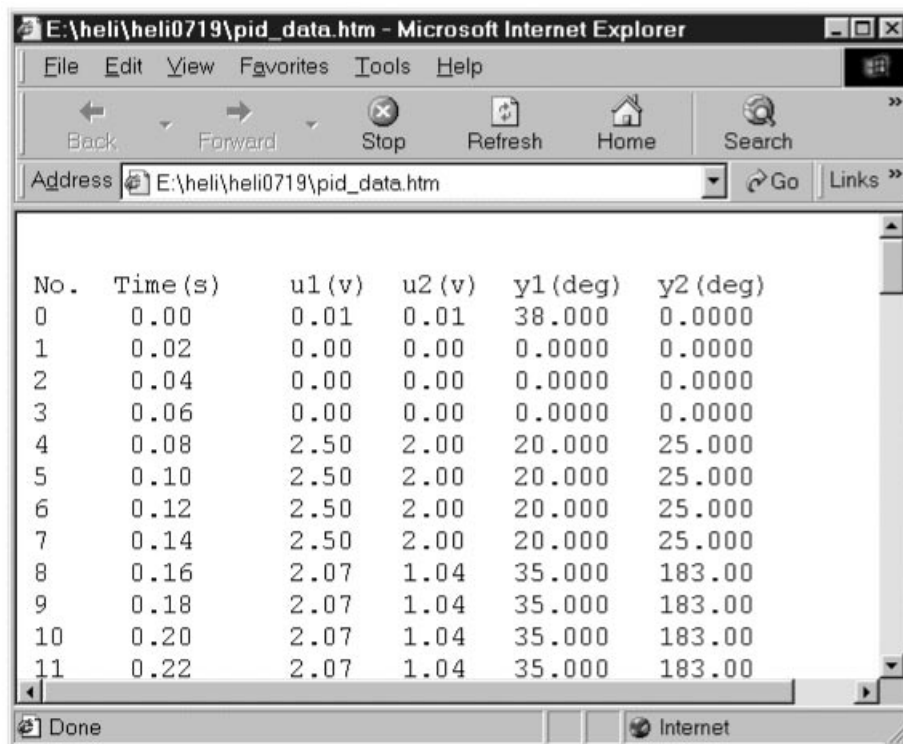 E:\heli\heli0719\pid_data.htm - Microsoft Internet Explorer
File Edit View Favorites Tools Help
Back Forward Stop Refresh Home Search »
Address E:\heli\heli0719\pid_data.htm Go Links »
No. Time(s) u1(v) u2(v) y1(deg) y2(deg)
0 0.00 0.01 0.01 38.000 0.0000
1 0.02 0.00 0.00 0.0000 0.0000
2 0.04 0.00 0.00 0.0000 0.0000
3 0.06 0.00 0.00 0.0000 0.0000
4 0.08 2.50 2.00 20.000 25.000
5 0.10 2.50 2.00 20.000 25.000
6 0.12 2.50 2.00 20.000 25.000
7 0.14 2.50 2.00 20.000 25.000
8 0.16 2.07 1.04 35.000 183.00
9 0.18 2.07 1.04 35.000 183.00
10 0.20 2.07 1.04 35.000 183.00
11 0.22 2.07 1.04 35.000 183.00
Done Internet